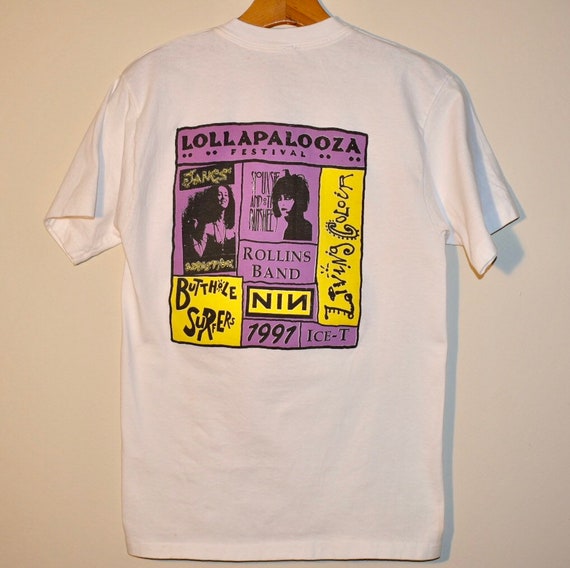 LOLLAPALOOZA
FESTIVAL
JANE'S
ADDICTION
SIOUXSIE
AND THE
BANSHEES
LIVING COLOUR
ROLLINS
BAND
BUTTHOLE
SURFERS
NIN
1991
ICE-T